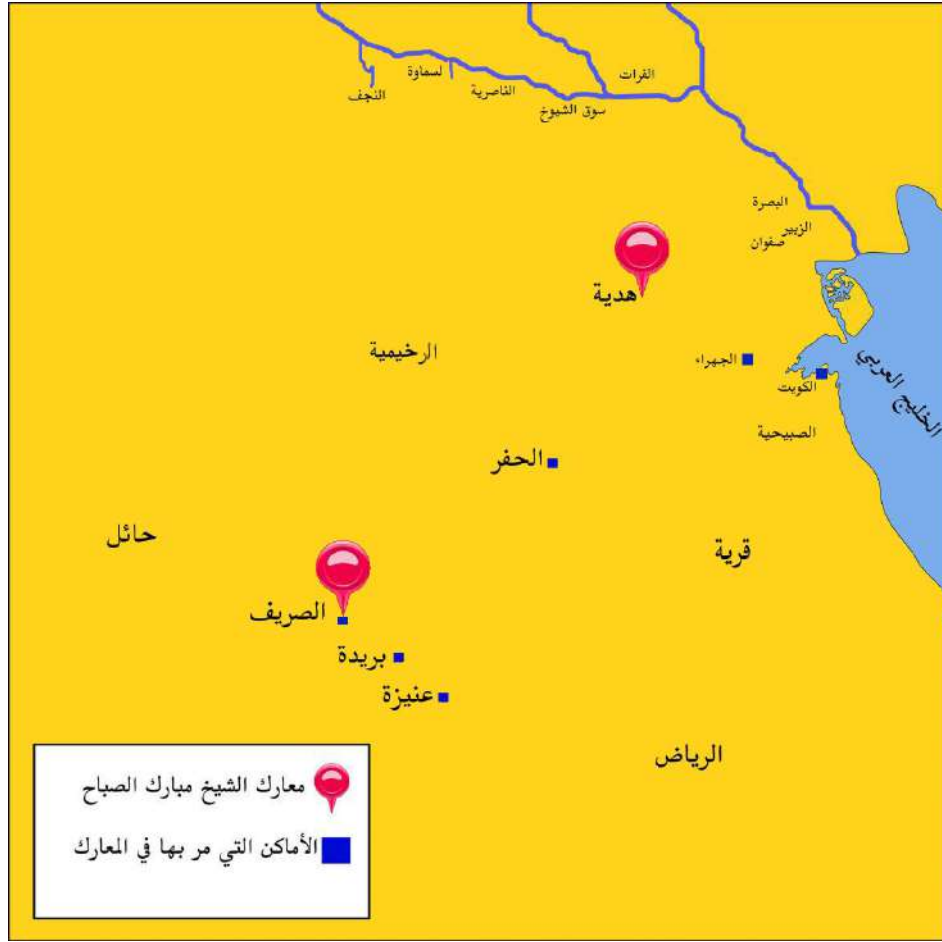 الفرات
لسماوة
النجف
الناصرية
سوق الشيوخ
البصرة
الزبير
صفوان
هدية
الرخيمية
الجهراء
الكويت
الخليج العربي
الصبيحية
الحفر
حائل
قرية
الصريف
بريدة
عنيزة
الرياض
معارك الشيخ مبارك الصباح
الأماكن التي مر بها في المعارك